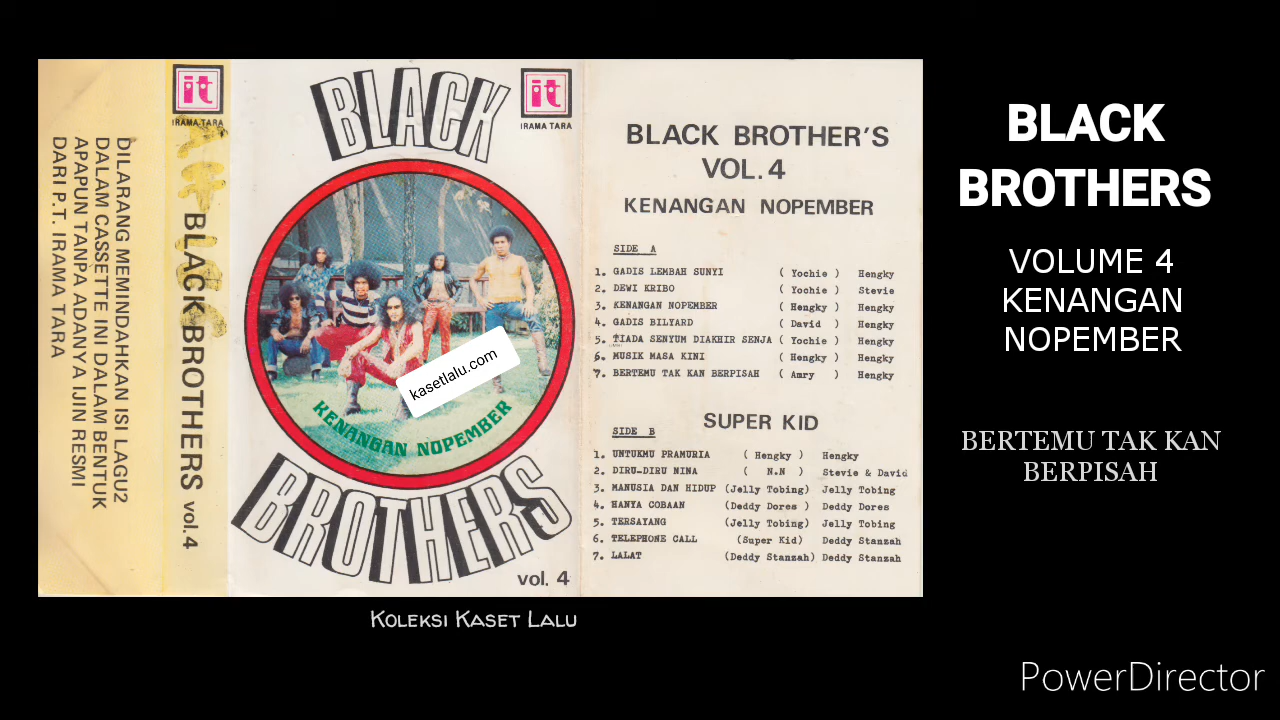 DILARANG MEMINDAHKAN ISI LAGU2
DALAM CASSETTE INI DALAM BENTUK
APAPUN TANPA ADANYA IJIN RESMI
DARI P.T. IRAMA TARA
it
IRAMA TARA
BLACK BROTHERS vol.4
BLACK
it
IRAMA TARA
kasetlalu.com
KENANGAN NOPEMBER
BROTHERS
vol. 4
BLACK BROTHER'S
VOL. 4
KENANGAN NOPEMBER
SIDE A
1. GADIS LEMBAH SUNYI ( Yochie ) Hengky
2. DEWI KRIBO ( Yochie ) Stevie
3. KENANGAN NOPEMBER ( Hengky ) Hengky
4. GADIS BILYARD ( David ) Hengky
5. TIADA SENYUM DIAKHIR SENJA ( Yochie ) Hengky
6. MUSIK MASA KINI ( Hengky ) Hengky
7. BERTEMU TAK KAN BERPISAH ( Amry ) Hengky
SUPER KID
SIDE B
1. UNTUKMU PRAMURIA ( Hengky ) Hengky
2. DIRU-DIRU NINA ( N.N ) Stevie & David
3. MANUSIA DAN HIDUP (Jelly Tobing) Jelly Tobing
4. HANYA COBAAN (Deddy Dores ) Deddy Dores
5. TERSAYANG (Jelly Tobing) Jelly Tobing
6. TELEPHONE CALL (Super Kid) Deddy Stanzah
7. LALAT (Deddy Stanzah) Deddy Stanzah
Koleksi Kaset Lalu
BLACK
BROTHERS
VOLUME 4
KENANGAN
NOPEMBER
BERTEMU TAK KAN
BERPISAH
PowerDirector